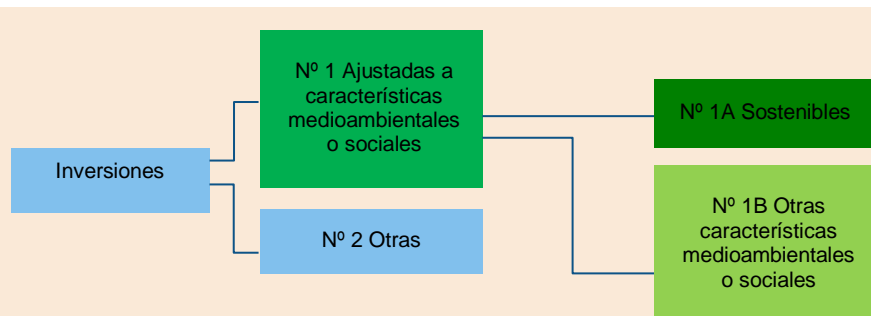 Inversiones
Nº 1 Ajustadas a
características
medioambientales
o sociales
Nº 2 Otras
Nº 1A Sostenibles
Nº 1B Otras
características
medioambientales
o sociales